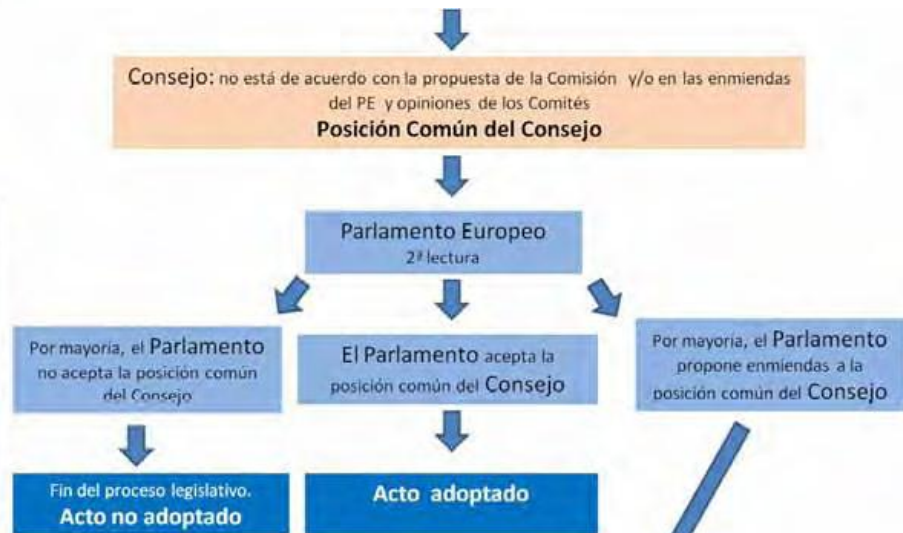 Consejo: no está de acuerdo con la propuesta de la Comisión y/o en las enmiendas
del PE y opiniones de los Comités
Posición Común del Consejo
Parlamento Europeo
2ª lectura
Por mayoría, el Parlamento
no acepta la posición común
del Consejo
El Parlamento acepta la
posición común del Consejo
Por mayoría, el Parlamento
propone enmiendas a la
posición común del Consejo
Fin del proceso legislativo.
Acto no adoptado
Acto adoptado